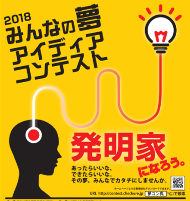 2018
みんなの夢
アイディア
コンテスト
発明家
になろう。
あったらいいな、
できたらいいな、
その夢、みんなでカタチにしませんか。